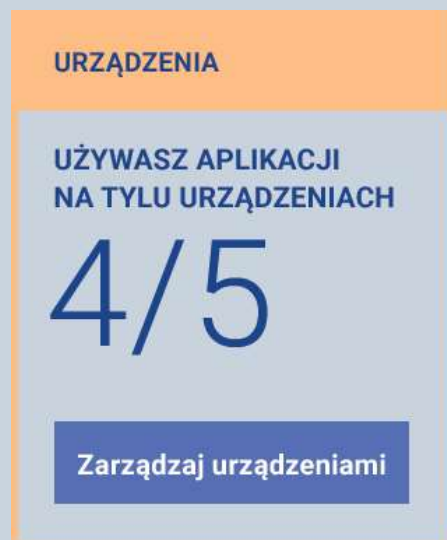 URZĄDZENIA
UŻYWASZ APLIKACJI
NA TYLU URZĄDZENIACH
4/5
Zarządzaj urządzeniami